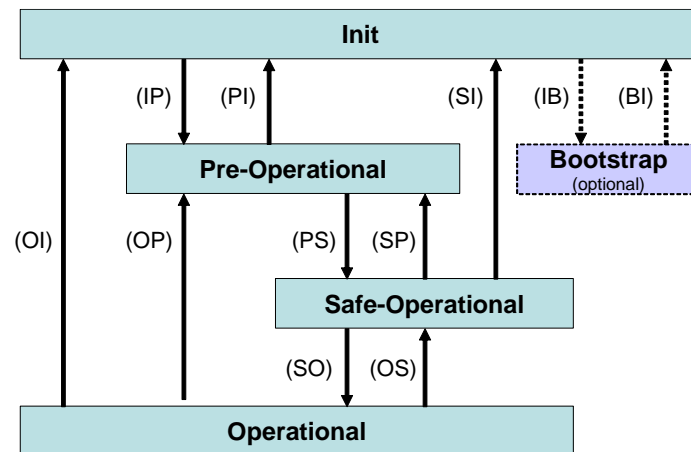 Init
(IP)
(PI)
(SI)
(IB)
(BI)
Pre-Operational
Bootstrap
(optional)
(OI)
(OP)
(PS)
(SP)
Safe-Operational
(SO)
(OS)
Operational